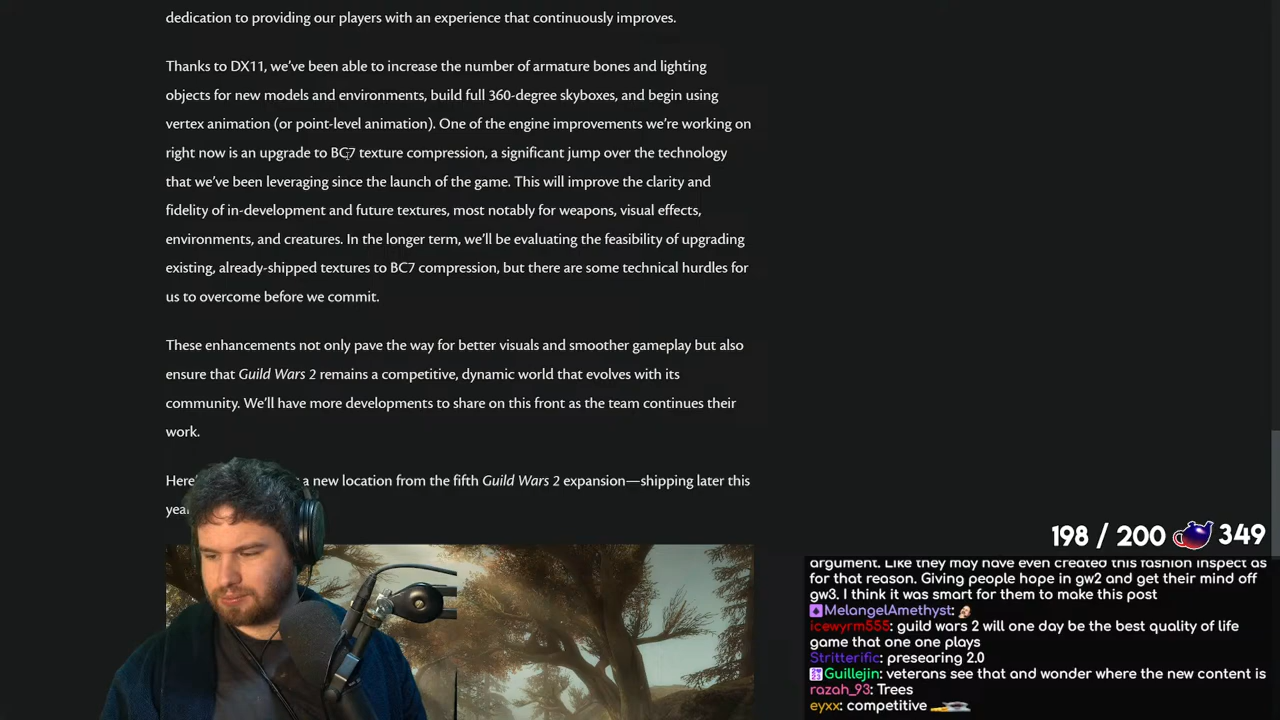 dedication to providing our players with an experience that continuously improves.
Thanks to DX11, we've been able to increase the number of armature bones and lighting
objects for new models and environments, build full 360-degree skyboxes, and begin using
vertex animation (or point-level animation). One of the engine improvements we're working on
right now is an upgrade to BC7 texture compression, a significant jump over the technology
that we've been leveraging since the launch of the game. This will improve the clarity and
fidelity of in-development and future textures, most notably for weapons, visual effects,
environments, and creatures. In the longer term, we'll be evaluating the feasibility of upgrading
existing, already-shipped textures to BC7 compression, but there are some technical hurdles for
us to overcome before we commit.
These enhancements not only pave the way for better visuals and smoother gameplay but also
ensure that Guild Wars 2 remains a competitive, dynamic world that evolves with its
community. We'll have more developments to share on this front as the team continues their
work.
a new location from the fifth Guild Wars 2 expansion—shipping later this
198 / 200 349
argument. Like they may have even created this fashion inspect as
for that reason. Giving people hope in gw2 and get their mind off
gw3. I think it was smart for them to make this post
MelangelAmethyst:
icewyrm555: guild wars 2 will one day be the best quality of life
game that one one plays
Stritterific: presearing 2.0
Guillejin: veterans see that and wonder where the new content is
razah_93: Trees
eyxx: competitive